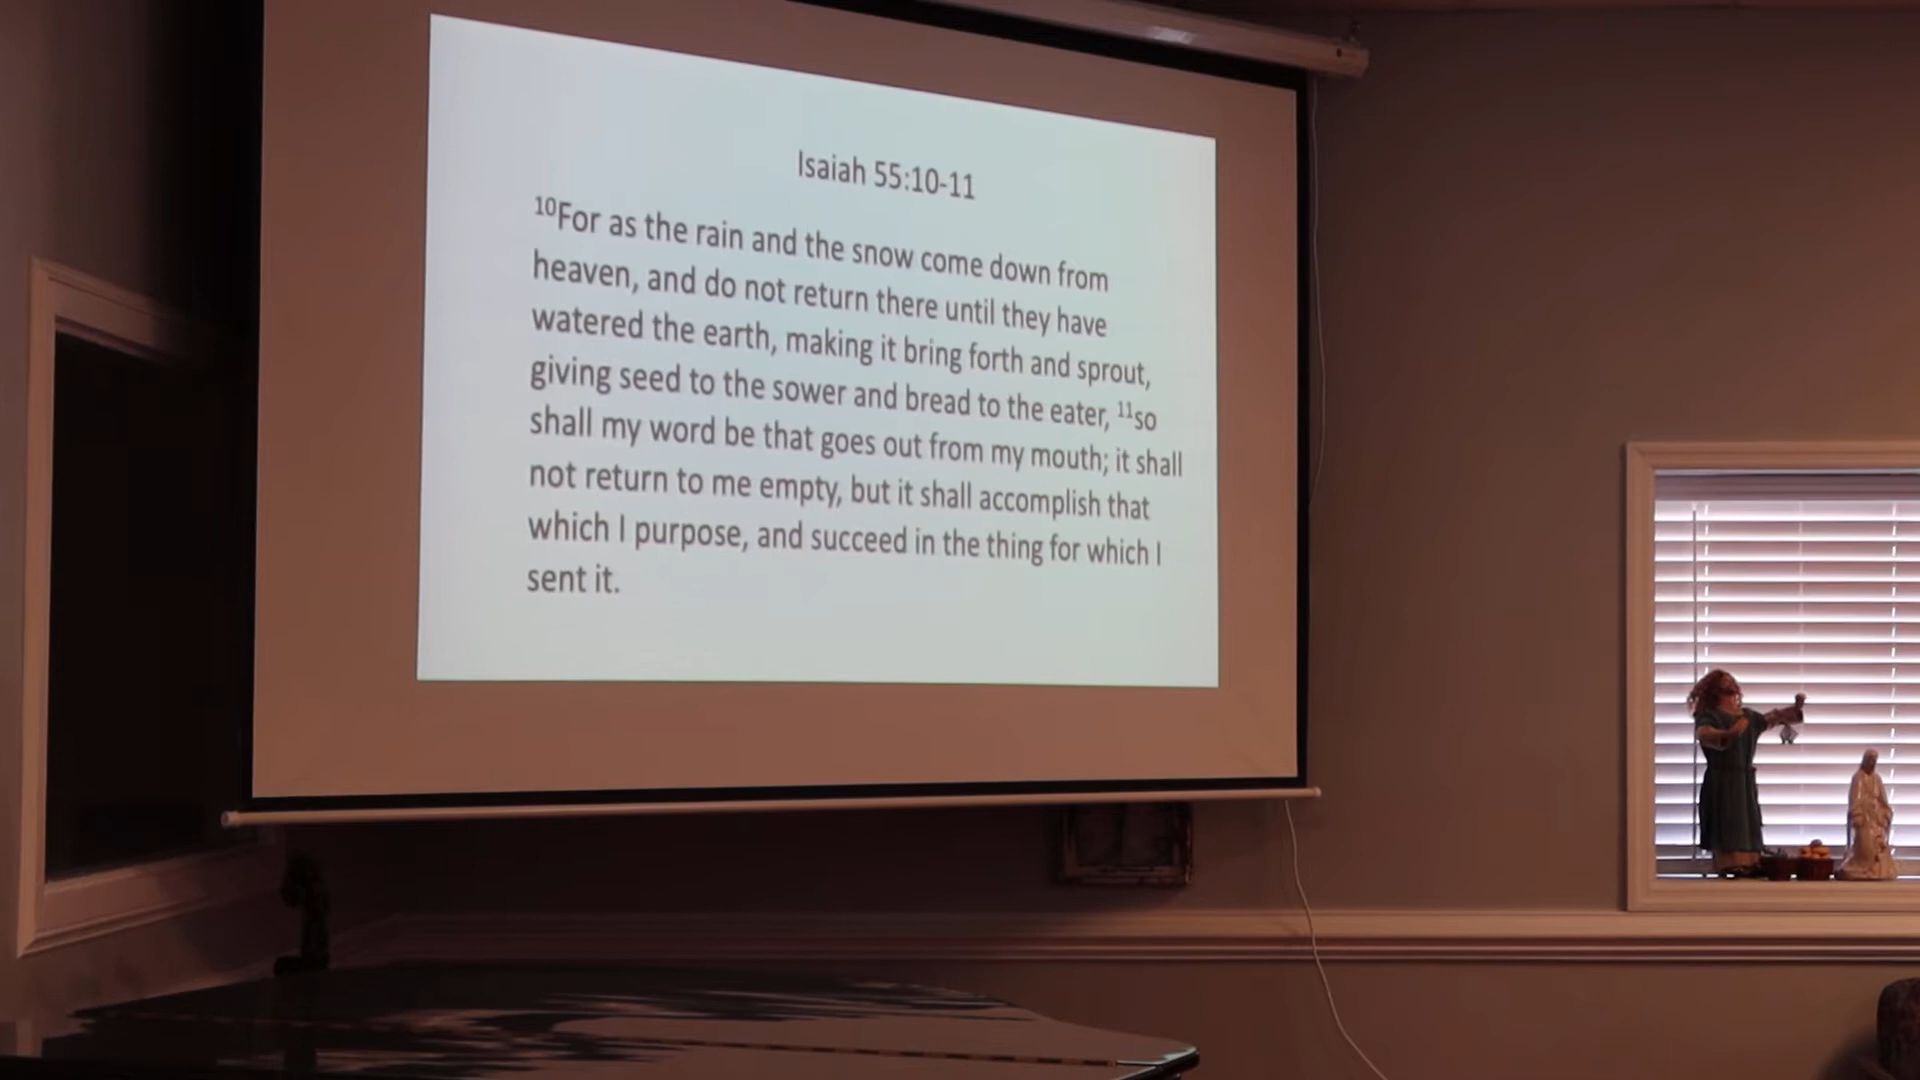 Isaiah 55:10-11
¹⁰For as the rain and the snow come down from
heaven, and do not return there until they have
watered the earth, making it bring forth and sprout,
giving seed to the sower and bread to the eater, ¹¹so
shall my word be that goes out from my mouth; it shall
not return to me empty, but it shall accomplish that
which I purpose, and succeed in the thing for which I
sent it.